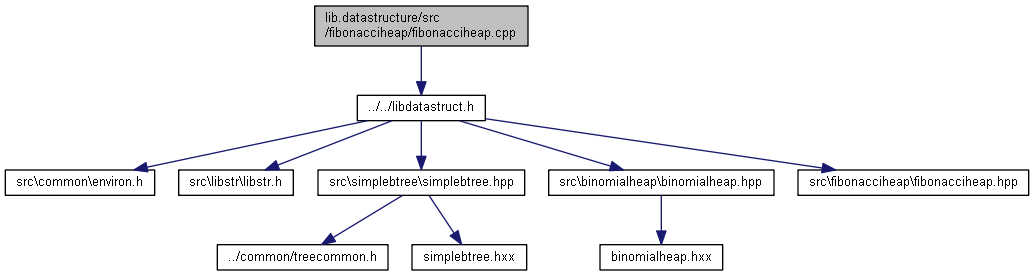 lib.datastructure/src
/fibonacciheap/fibonacciheap.cpp
../../libdatastruct.h
src\common\environ.h
src\libstr\libstr.h
src\simplebtree\simplebtree.hpp
src\binomialheap\binomialheap.hpp
src\fibonacciheap\fibonacciheap.hpp
../common/treecommon.h
simplebtree.hxx
binomialheap.hxx